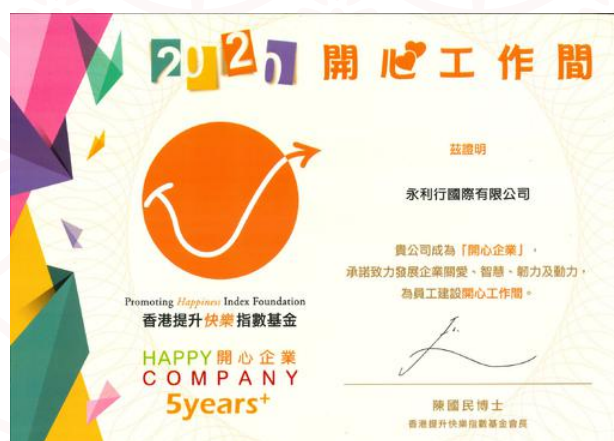 2020 開心工作間
茲證明
永利行國際有限公司
貴公司成為「開心企業」，
承諾致力發展企業關愛、智慧、韌力及動力，
為員工建設開心工作間。
Promoting Happiness Index Foundation
香港提升快樂指數基金
HAPPY 開心企業
COMPANY
5years+
陳國民博士
香港提升快樂指數基金會長